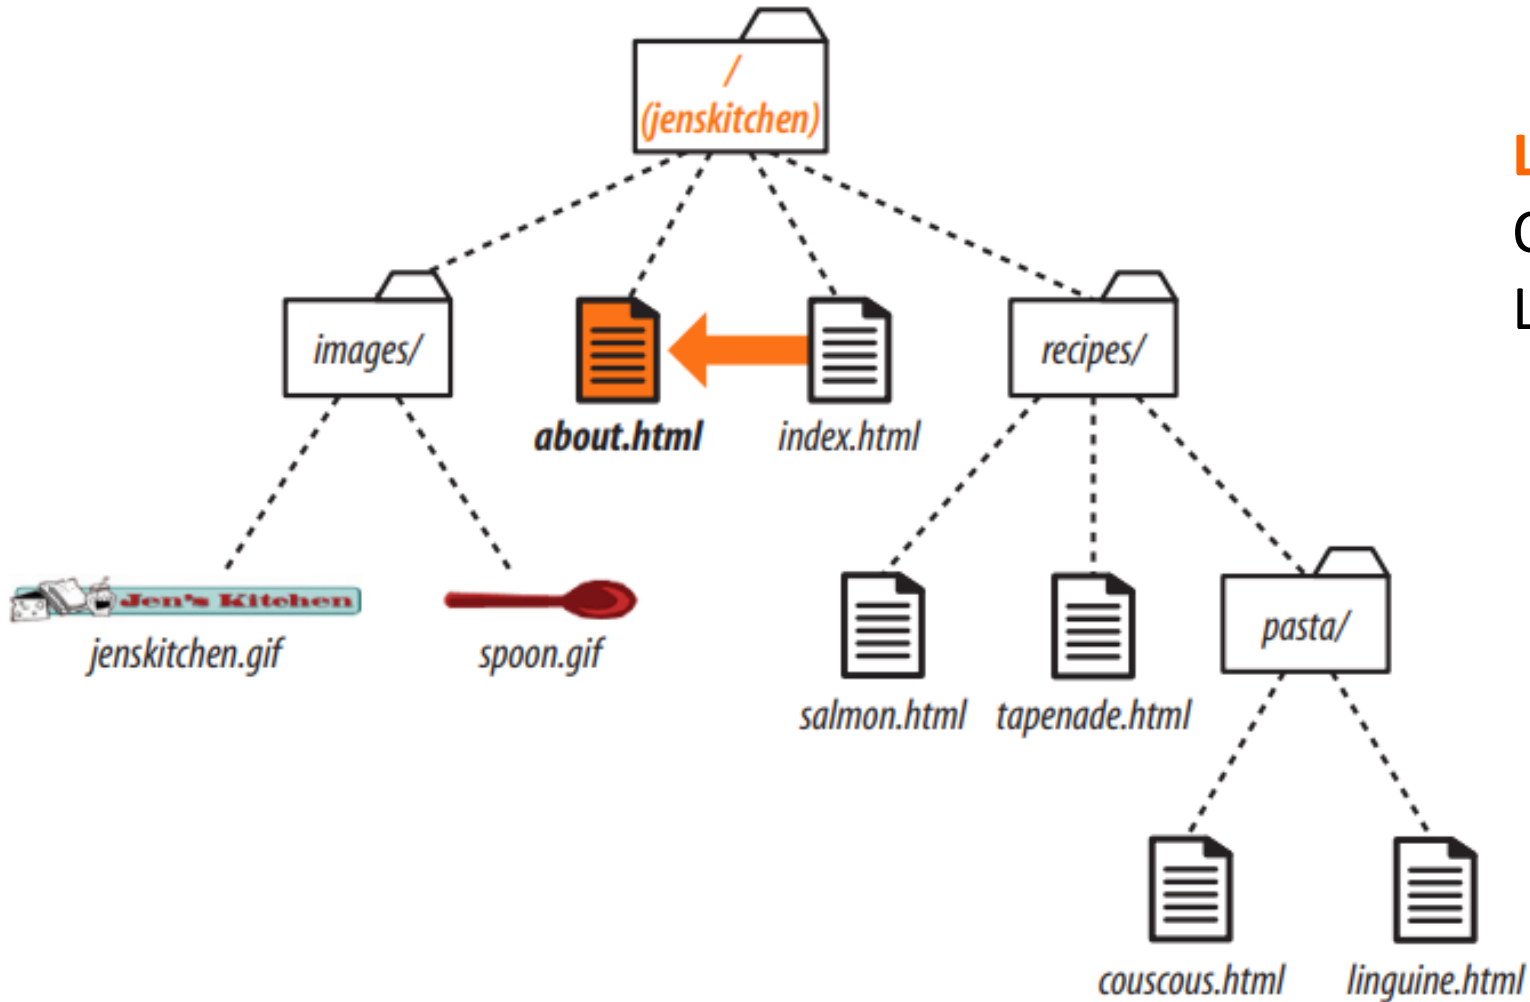 /
(jenskitchen)
L
images/
recipes/
about.html
index.html
Jen's Kitchen
jenskitchen.gif
spoon.gif
pasta/
salmon.html
tapenade.html
couscous.html
linguine.html